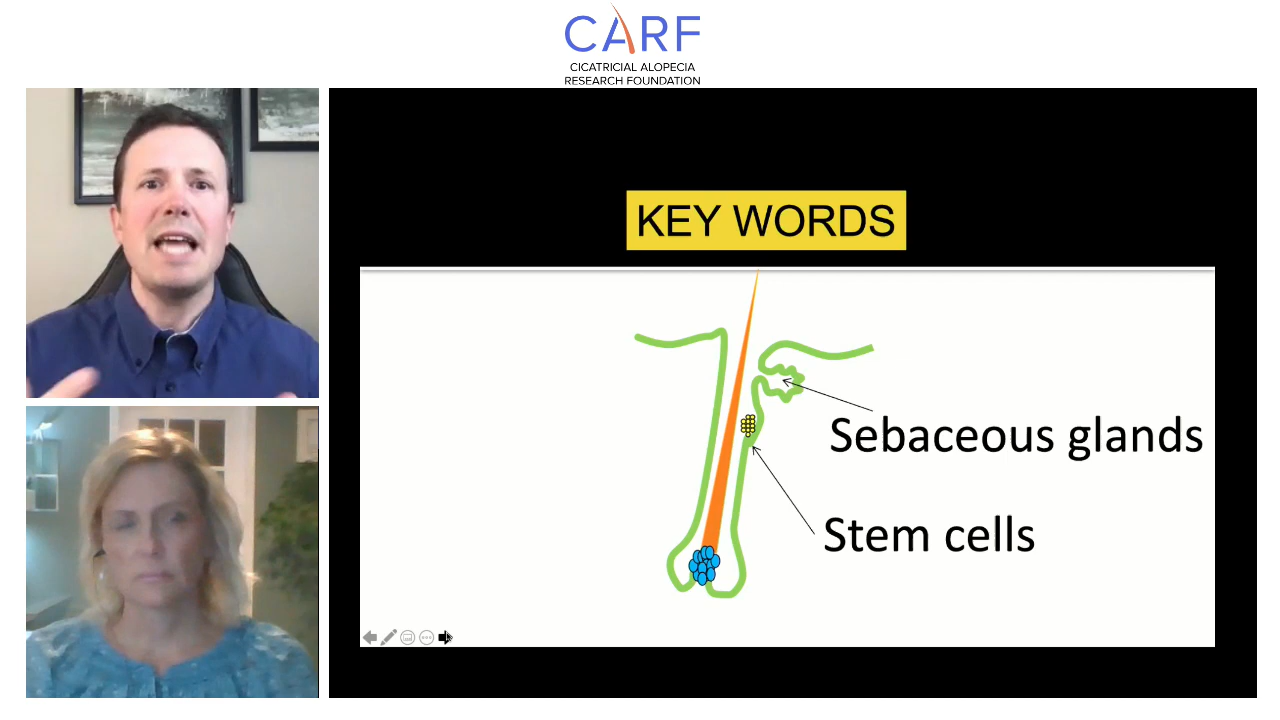 CARF
CICATRICIAL ALOPECIA
RESEARCH FOUNDATION
KEY WORDS
Sebaceous glands
Stem cells